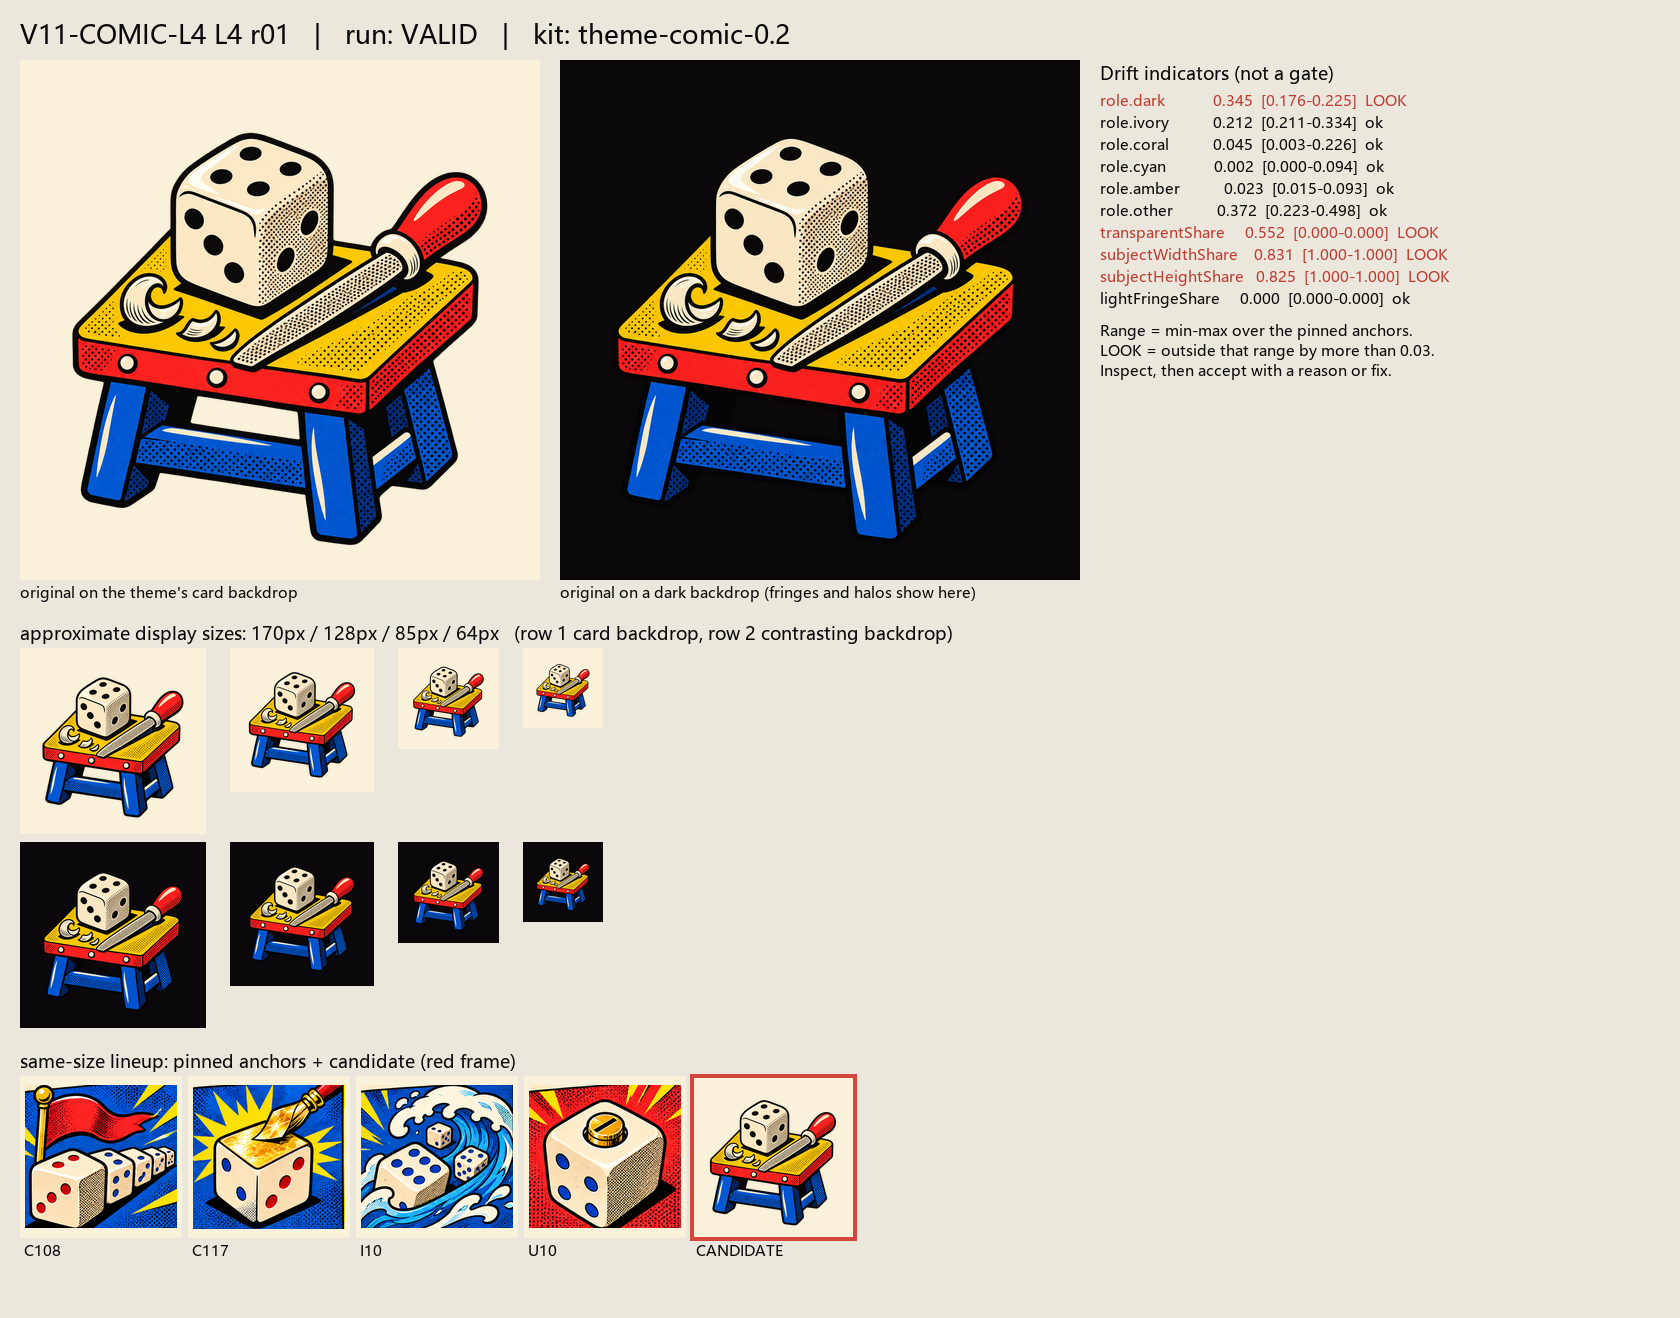 V11-COMIC-L4 L4 r01 | run: VALID | kit: theme-comic-0.2
Drift indicators (not a gate)
role.dark 0.345 [0.176-0.225] LOOK
role.ivory 0.212 [0.211-0.334] ok
role.coral 0.045 [0.003-0.226] ok
role.cyan 0.002 [0.000-0.094] ok
role.amber 0.023 [0.015-0.093] ok
role.other 0.372 [0.223-0.498] ok
transparentShare 0.552 [0.000-0.000] LOOK
subjectWidthShare 0.831 [1.000-1.000] LOOK
subjectHeightShare 0.825 [1.000-1.000] LOOK
lightFringeShare 0.000 [0.000-0.000] ok
Range = min-max over the pinned anchors.
LOOK = outside that range by more than 0.03.
Inspect, then accept with a reason or fix.
original on the theme's card backdrop
original on a dark backdrop (fringes and halos show here)
approximate display sizes: 170px / 128px / 85px / 64px (row 1 card backdrop, row 2 contrasting backdrop)
same-size lineup: pinned anchors + candidate (red frame)
C108
C117
I10
U10
CANDIDATE